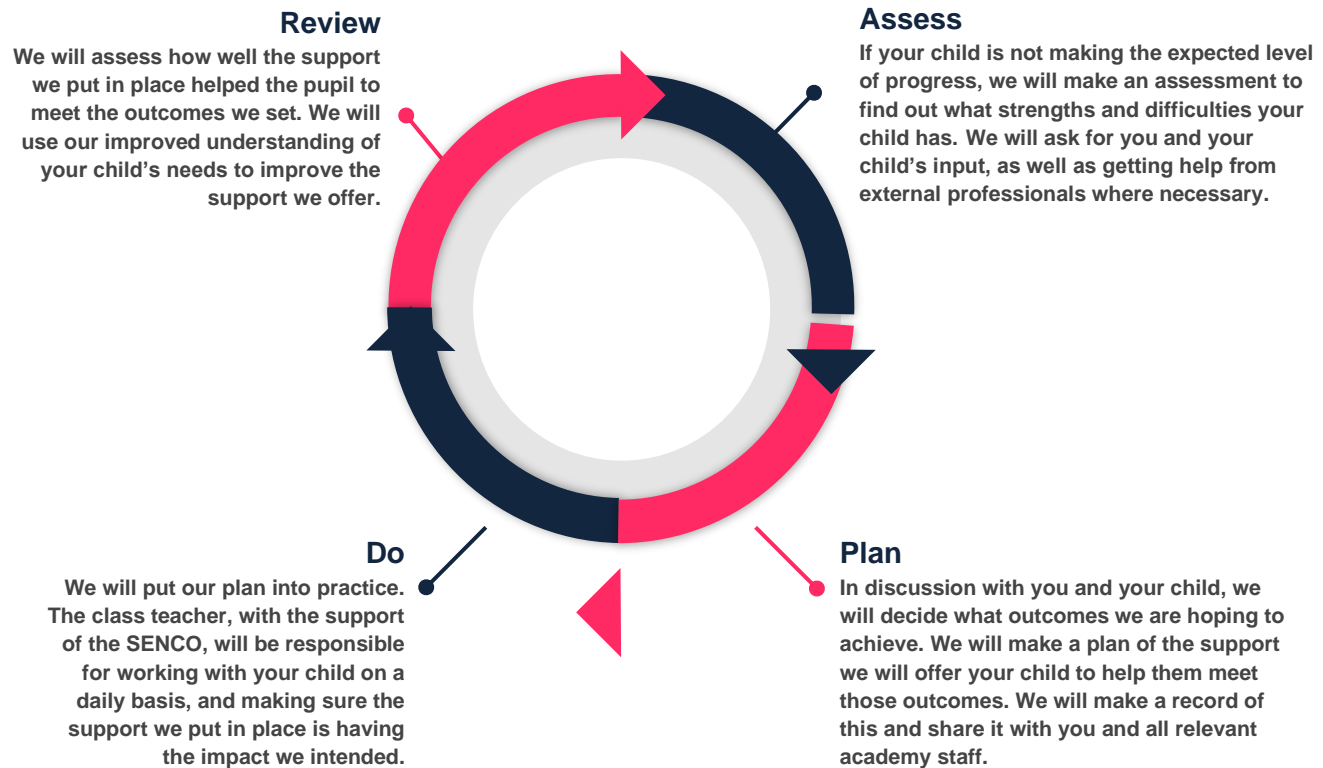 Review
We will assess how well the support
we put in place helped the pupil to
meet the outcomes we set. We will
use our improved understanding of
your child’s needs to improve the
support we offer.
Assess
If your child is not making the expected level
of progress, we will make an assessment to
find out what strengths and difficulties your
child has. We will ask for you and your
child’s input, as well as getting help from
external professionals where necessary.
Do
We will put our plan into practice.
The class teacher, with the support
of the SENCO, will be responsible
for working with your child on a
daily basis, and making sure the
support we put in place is having
the impact we intended.
Plan
In discussion with you and your child, we
will decide what outcomes we are hoping to
achieve. We will make a plan of the support
we will offer your child to help them meet
those outcomes. We will make a record of
this and share it with you and all relevant
academy staff.